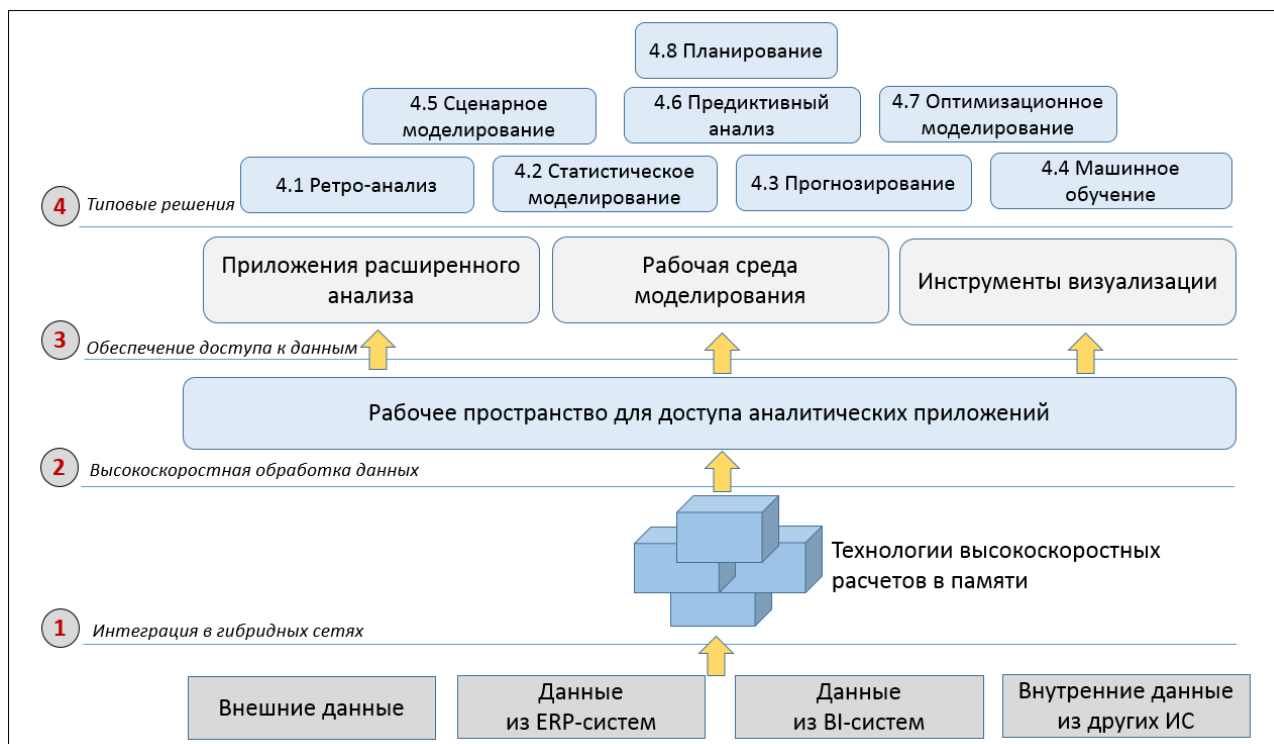 4.8 Планирование
4.5 Сценарное
моделирование
4.6 Предиктивный
анализ
4.7 Оптимизационное
моделирование
4.1 Ретро-анализ
4.2 Статистическое
моделирование
4.3 Прогнозирование
4.4 Машинное
обучение
4
Типовые решения
Приложения расширенного
анализа
Рабочая среда
моделирования
Инструменты визуализации
3
Обеспечение доступа к данным
Рабочее пространство для доступа аналитических приложений
2
Высокоскоростная обработка данных
Технологии высокоскоростных
расчетов в памяти
1
Интеграция в гибридных сетях
Внешние данные
Данные
из ERP-систем
Данные
из BI-систем
Внутренние данные
из других ИС